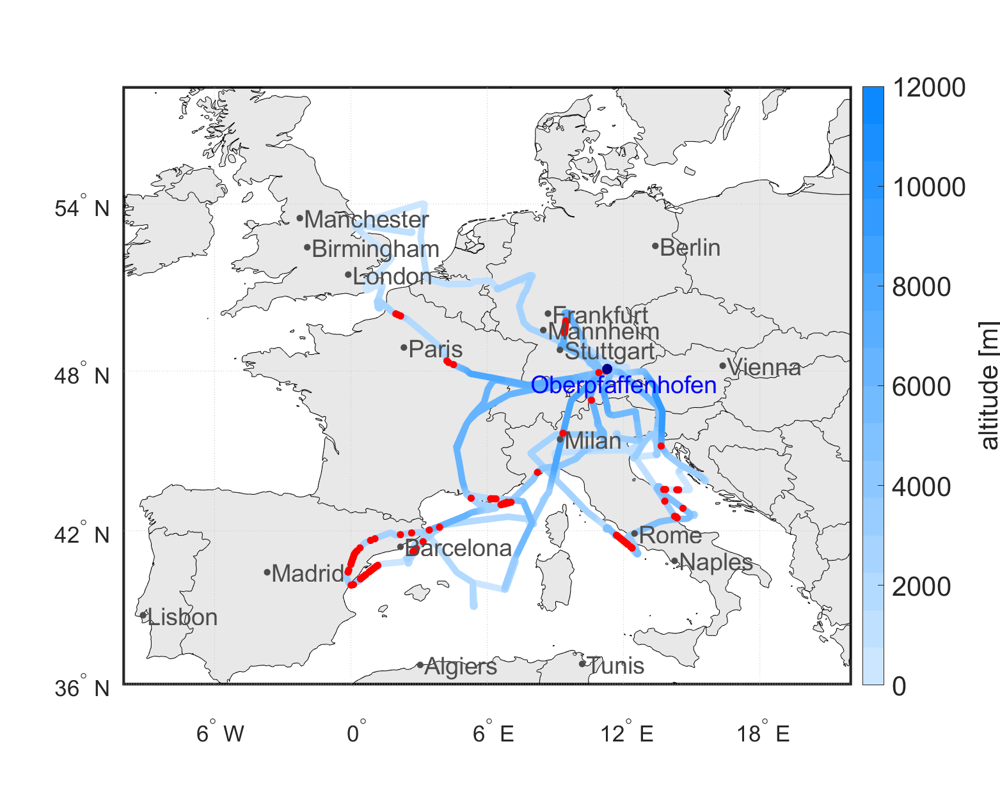 12000
10000
8000
6000
4000
2000
0
altitude [m]
54° N
48° N
42° N
36° N
6° W
0°
6° E
12° E
18° E
Manchester
Birmingham
London
Berlin
Frankfurt
Mannheim
Stuttgart
Paris
Vienna
Oberpfaffenhofen
Milan
Rome
Barcelona
Naples
Madrid
Lisbon
Algiers
Tunis